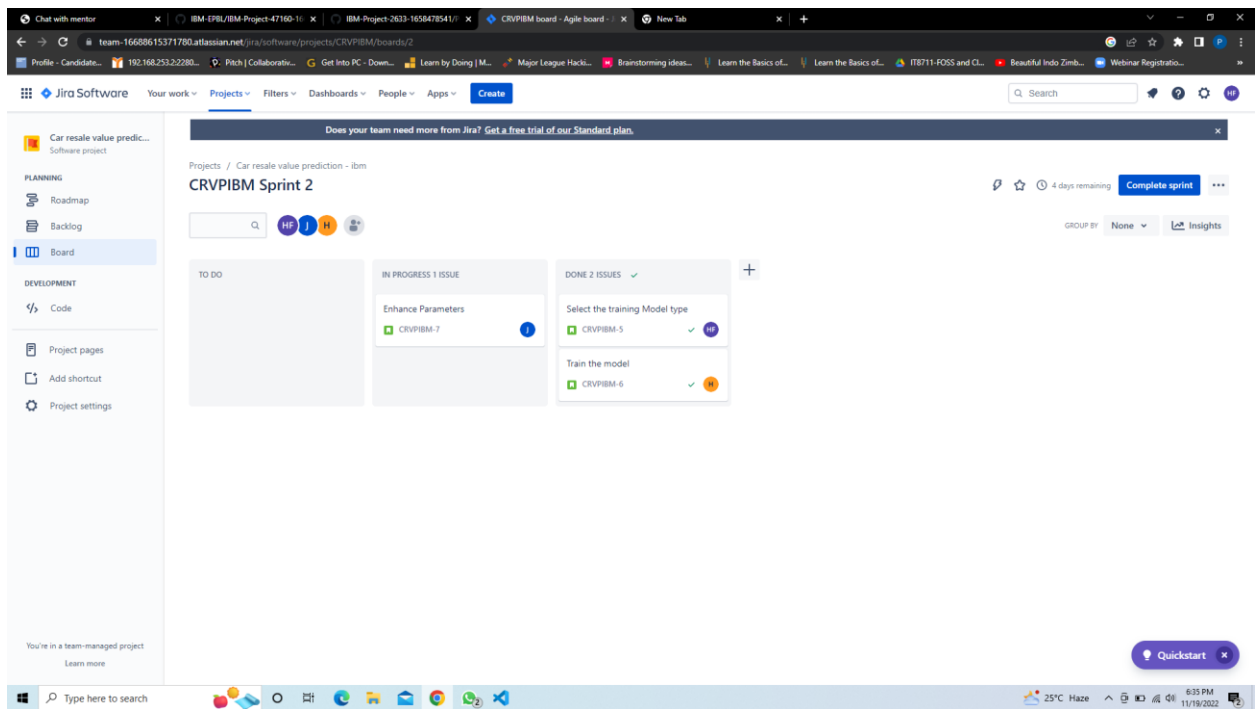 Chat with mentor
IBM-EPBL/IBM-Project-47160-16
IBM-Project-2633-1658478541/
CRVPIBM board - Agile board - J
New Tab
team-16688615371780.atlassian.net/jira/software/projects/CRVPIBM/boards/2
P
Profile - Candidate...
192.168.253.2:2280...
Pitch | Collaborativ...
Get Into PC - Down...
Learn by Doing | M...
Major League Hacki...
Brainstorming ideas...
Learn the Basics of...
Learn the Basics of...
IT8711-FOSS and Cl...
Beautiful Indo Zimb...
Webinar Registratio...
»
Jira Software
Your work
Projects
Filters
Dashboards
People
Apps
Create
Search
HF
Does your team need more from Jira? Get a free trial of our Standard plan.
Car resale value predic...
Software project
PLANNING
Roadmap
Backlog
Board
DEVELOPMENT
Code
Project pages
Add shortcut
Project settings
You're in a team-managed project
Learn more
Projects / Car resale value prediction - ibm
CRVPIBM Sprint 2
4 days remaining
Complete sprint
HF J H
GROUP BY None
Insights
TO DO
IN PROGRESS 1 ISSUE
Enhance Parameters
CRVPIBM-7
J
DONE 2 ISSUES
Select the training Model type
CRVPIBM-5
HF
Train the model
CRVPIBM-6
H
Quickstart
Type here to search
25°C Haze
6:35 PM
11/19/2022